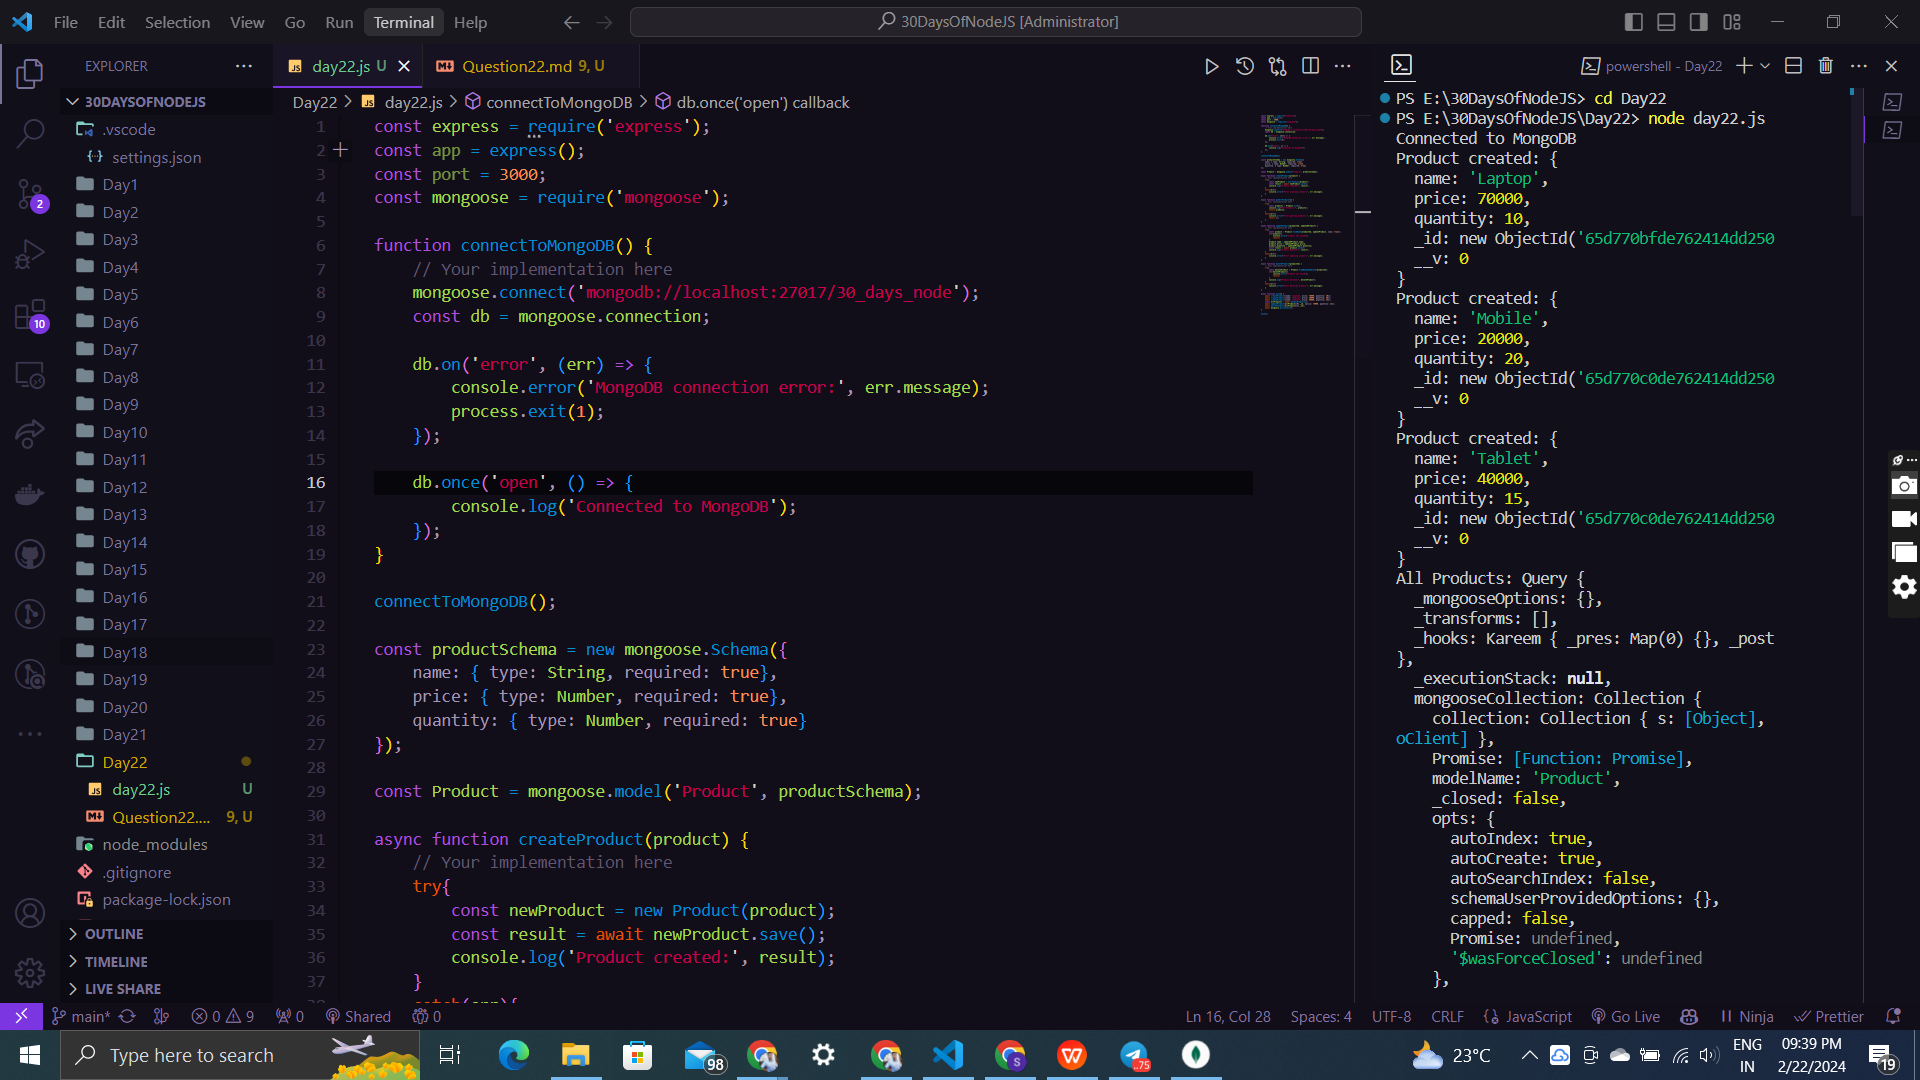 File Edit Selection View Go Run Terminal Help
30DaysOfNodeJS [Administrator]
EXPLORER
30DAYSOFNODEJS
.vscode
settings.json
Day1
Day2
Day3
Day4
Day5
Day6
Day7
Day8
Day9
Day10
Day11
Day12
Day13
Day14
Day15
Day16
Day17
Day18
Day19
Day20
Day21
Day22
day22.js U
Question22.... 9, U
node_modules
.gitignore
package-lock.json
OUTLINE
TIMELINE
LIVE SHARE
2
10
day22.js U
Question22.md 9, U
Day22 > day22.js > connectToMongoDB > db.once('open') callback
1 const express = require('express');
2 const app = express();
3 const port = 3000;
4 const mongoose = require('mongoose');
5
6 function connectToMongoDB() {
7 // Your implementation here
8 mongoose.connect('mongodb://localhost:27017/30_days_node');
9 const db = mongoose.connection;
10
11 db.on('error', (err) => {
12 console.error('MongoDB connection error:', err.message);
13 process.exit(1);
14 });
15
16 db.once('open', () => {
17 console.log('Connected to MongoDB');
18 });
19 }
20
21 connectToMongoDB();
22
23 const productSchema = new mongoose.Schema({
24 name: { type: String, required: true},
25 price: { type: Number, required: true},
26 quantity: { type: Number, required: true}
27 });
28
29 const Product = mongoose.model('Product', productSchema);
30
31 async function createProduct(product) {
32 // Your implementation here
33 try{
34 const newProduct = new Product(product);
35 const result = await newProduct.save();
36 console.log('Product created:', result);
37 }
powershell - Day22
PS E:\30DaysOfNodeJS> cd Day22
PS E:\30DaysOfNodeJS\Day22> node day22.js
Connected to MongoDB
Product created: {
name: 'Laptop',
price: 70000,
quantity: 10,
_id: new ObjectId('65d770bfde762414dd250
__v: 0
}
Product created: {
name: 'Mobile',
price: 20000,
quantity: 20,
_id: new ObjectId('65d770c0de762414dd250
__v: 0
}
Product created: {
name: 'Tablet',
price: 40000,
quantity: 15,
_id: new ObjectId('65d770c0de762414dd250
__v: 0
}
All Products: Query {
_mongooseOptions: {},
_transforms: [],
_hooks: Kareem { _pres: Map(0) {}, _post
},
_executionStack: null,
mongooseCollection: Collection {
collection: Collection { s: [Object],
oClient] },
Promise: [Function: Promise],
modelName: 'Product',
_closed: false,
opts: {
autoIndex: true,
autoCreate: true,
autoSearchIndex: false,
schemaUserProvidedOptions: {},
capped: false,
Promise: undefined,
'$wasForceClosed': undefined
},
main* 0 9 0 Shared 0
Ln 16, Col 28 Spaces: 4 UTF-8 CRLF JavaScript Go Live Ninja Prettier
Type here to search
98
.75
23°C
ENG
IN
09:39 PM
2/22/2024
19